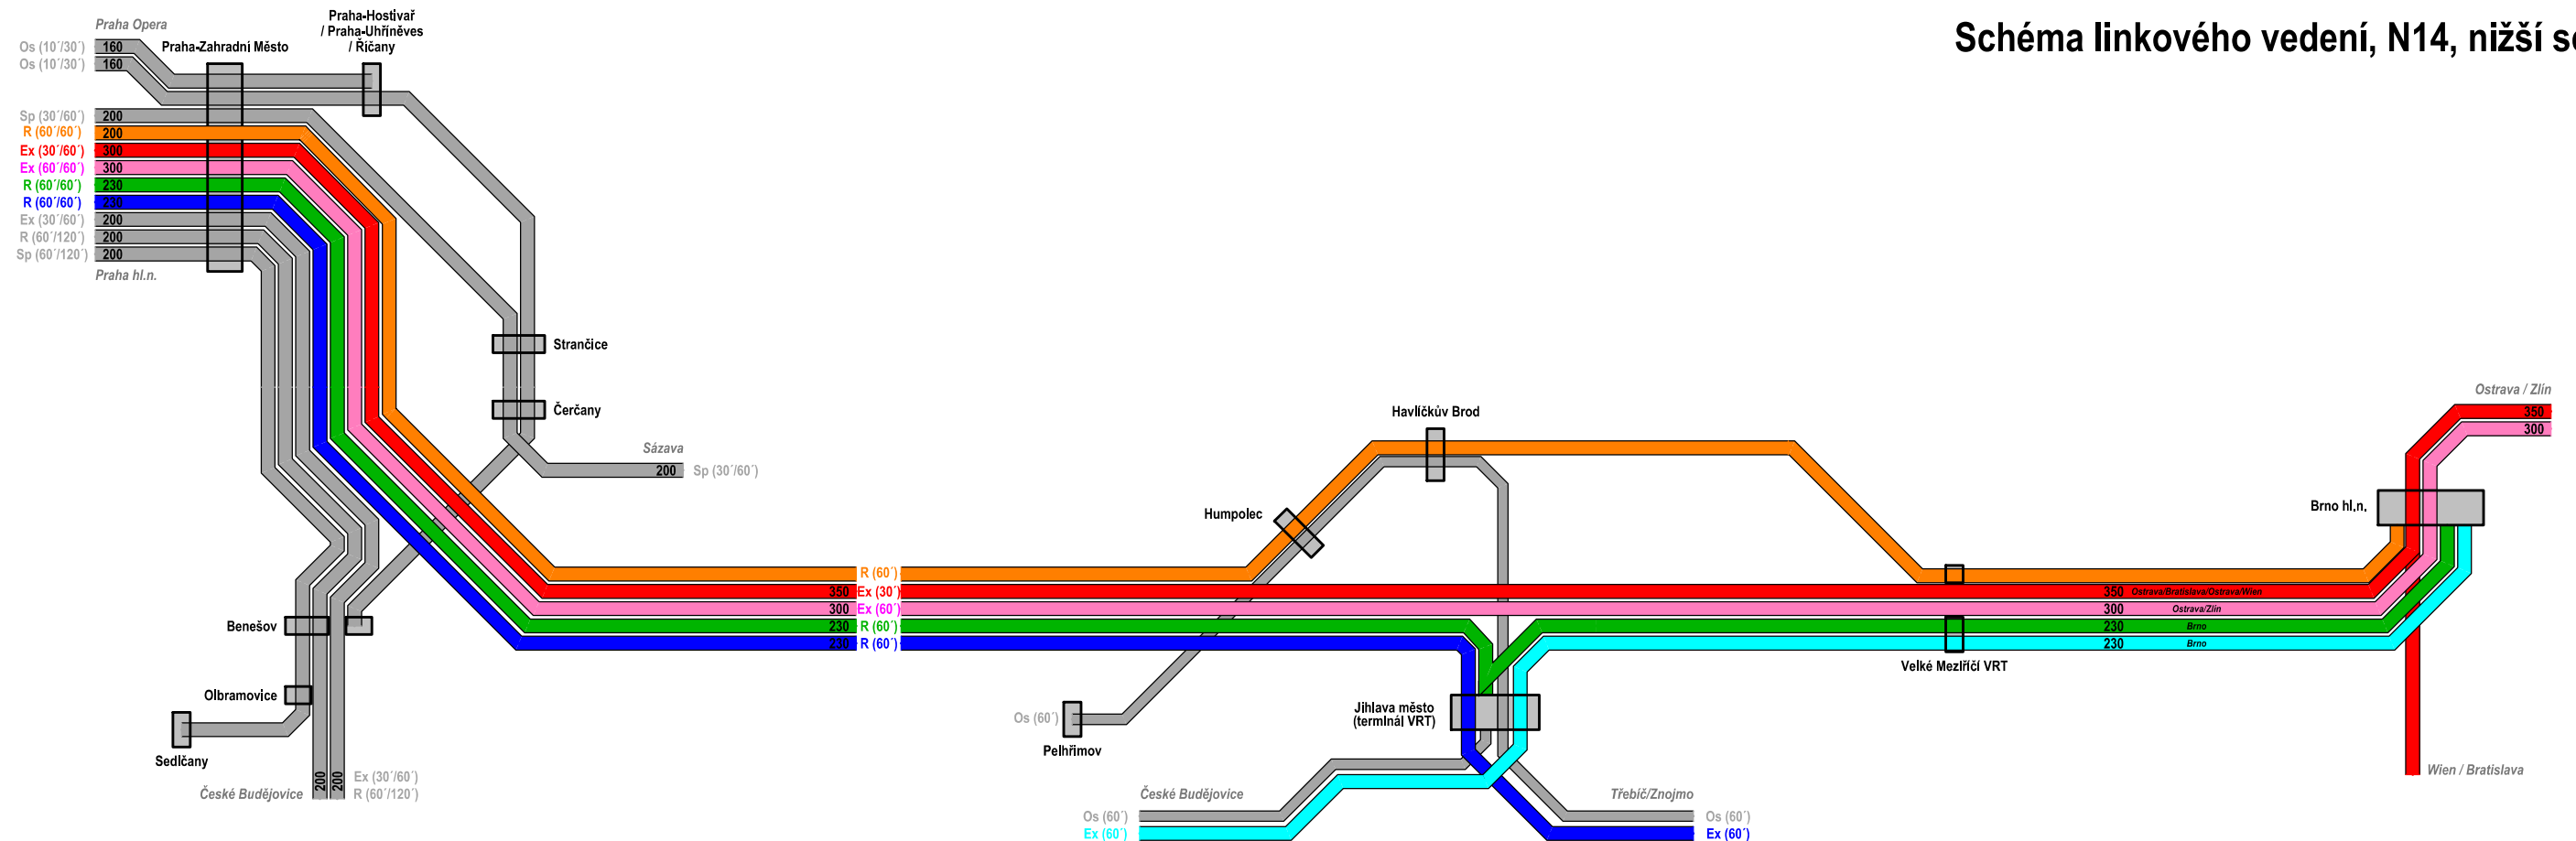 Schéma linkového vedení, N14, nižší s
Praha Opera
Praha-Hostivař
/ Praha-Uhříněves
/ Říčany
Praha-Zahradní Město
Os (10´/30´) 160
Os (10´/30´) 160
Sp (30´/60´) 200
R (60´/60´) 200
Ex (30´/60´) 300
Ex (60´/60´) 300
R (60´/60´) 230
R (60´/60´) 230
Ex (30´/60´) 200
R (60´/120´) 200
Sp (60´/120´) 200
Praha hl.n.
Strančice
Čerčany
Sázava
200 Sp (30´/60´)
Havlíčkův Brod
Humpolec
Ostrava / Zlín
350
300
Brno hl.n.
R (60´)
350 Ex (30´)
300 Ex (60´)
230 R (60´)
230 R (60´)
350 Ostrava/Bratislava/Ostrava/Wien
300 Ostrava/Zlín
230 Brno
230 Brno
Velké Meziříčí VRT
Benešov
Olbramovice
Sedlčany
200
200
Ex (30´/60´)
České Budějovice
R (60´/120´)
Os (60´)
Pelhřimov
Jihlava město
(terminál VRT)
České Budějovice
Os (60´)
Ex (60´)
Třebíč/Znojmo
Os (60´)
Ex (60´)
Wien / Bratislava